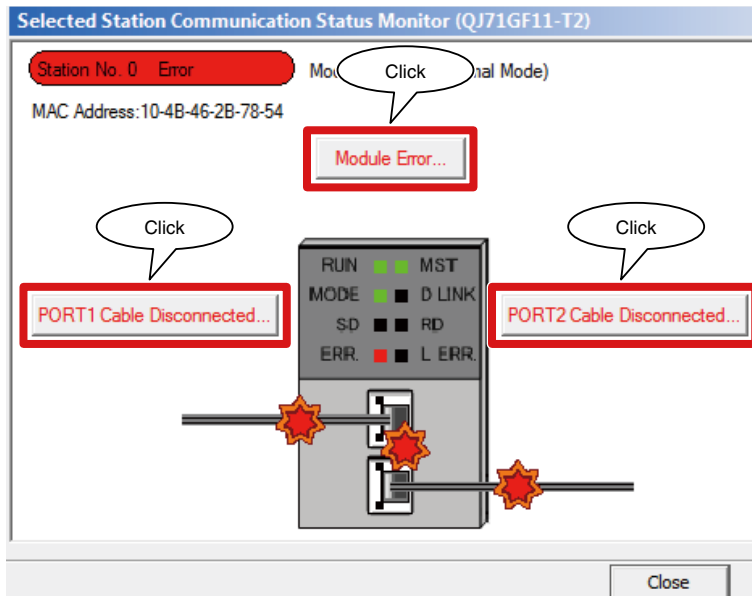 Selected Station Communication Status Monitor (QJ71GF11-T2)
Station No. 0 Error
Click
nal Mode)
MAC Address:10-4B-46-2B-78-54
Module Error...
Click
Click
RUN MST
MODE D LINK
PORT1 Cable Disconnected...
PORT2 Cable Disconnected...
SD RD
ERR. L ERR.
Close